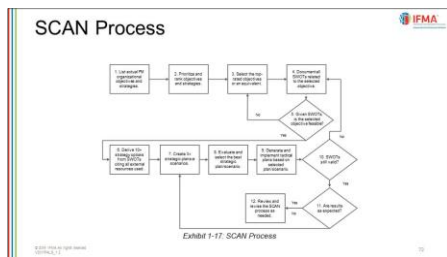 SCAN Process
IFMA
1. List actual FM
organizational
objectives and
strategies.
2. Prioritize and
rank objectives
and strategies.
3. Select the top-
rated objectives or
an equivalent.
4. Document all
SWOTs related
to the selected
objective.
No
5. Given SWOTs,
is the selected
objective feasible?
Yes
No
6. Derive 10+
strategy options
from SWOTs
citing all external
resources used.
7. Create 5+
strategic plan
scenarios.
8. Evaluate and
select the best
strategic
plan scenario.
9. Generate and
implement tactical
plans based on
selected
plan scenario.
10. SWOTs
still valid?
Yes
12. Review and
revise the SCAN
process as
needed.
Yes
No
11. Are results
as expected?
Exhibit 1-17: SCAN Process